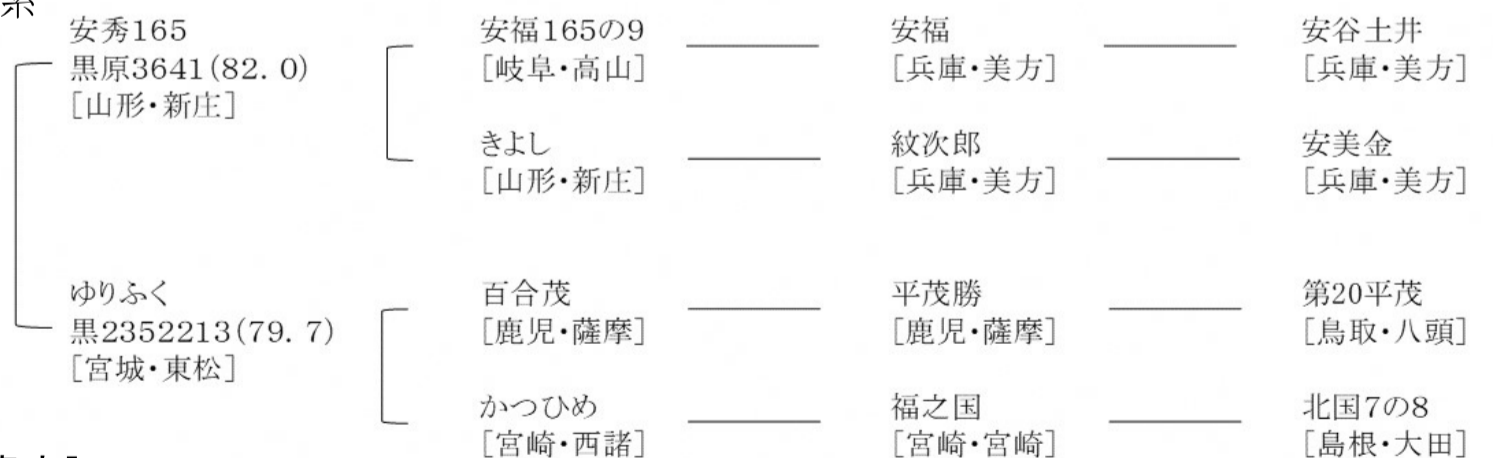 系
安秀165
黒原3641(82. 0)
[山形・新庄]
安福165の9
[岐阜・高山]
安福
[兵庫・美方]
安谷土井
[兵庫・美方]
きよし
[山形・新庄]
紋次郎
[兵庫・美方]
安美金
[兵庫・美方]
ゆりふく
黒2352213(79. 7)
[宮城・東松]
百合茂
[鹿児・薩摩]
平茂勝
[鹿児・薩摩]
第20平茂
[鳥取・八頭]
かつひめ
[宮崎・西諸]
福之国
[宮崎・宮崎]
北国7の8
[島根・大田]